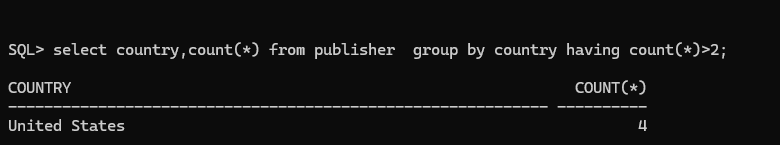 SQL> select country,count(*) from publisher  group by country having count(*)>2;
COUNTRY                                                        COUNT(*)
------------------------------------------------------------ ----------
United States                                                         4